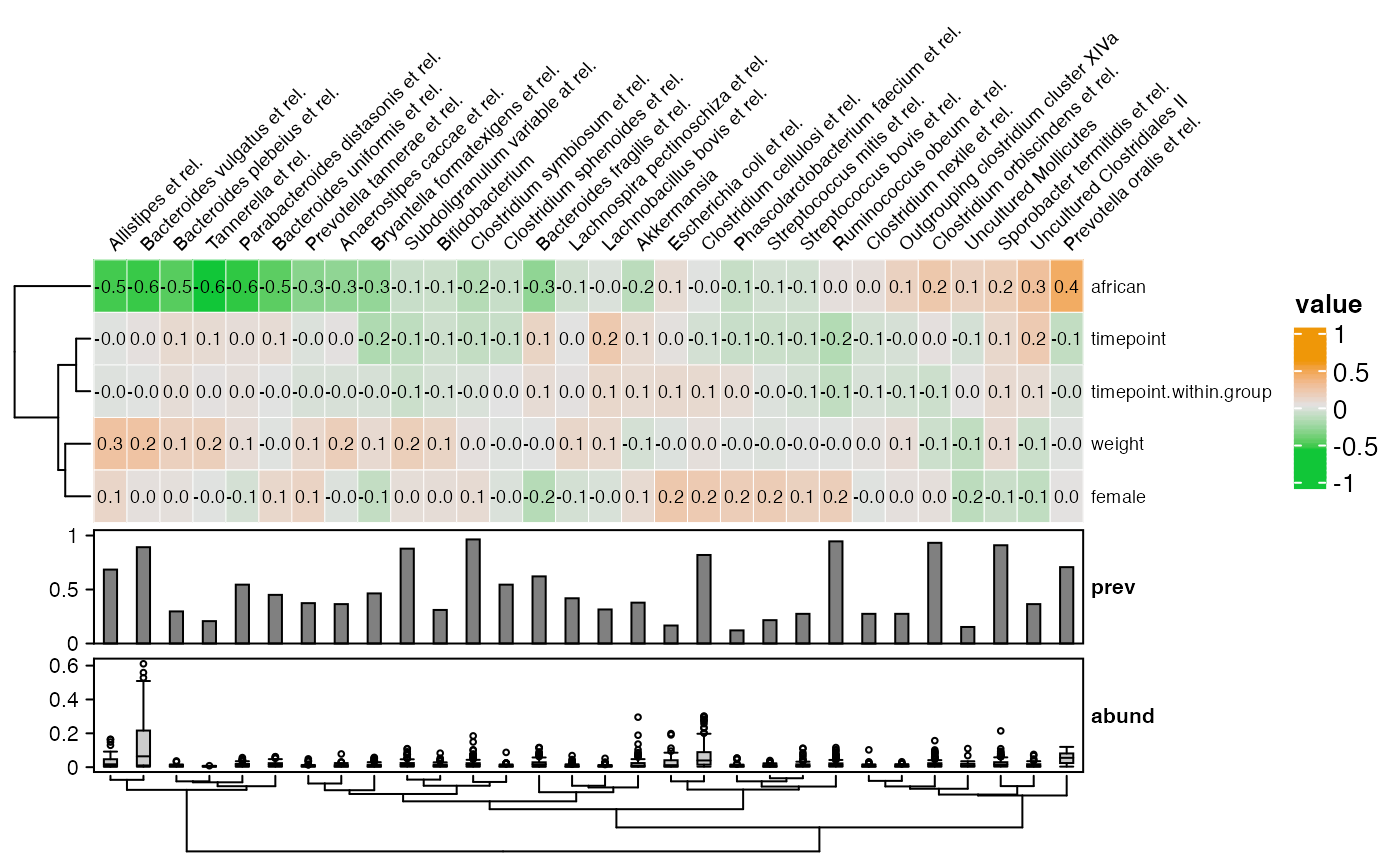 Allistipes et rel.
Bacteroides vulgatus et rel.
Bacteroides plebeius et rel.
Tannerella et rel.
Parabacteroides distasonis et rel.
Bacteroides uniformis et rel.
Prevotella tannerae et rel.
Anaerostipes caccae et rel.
Bryantella formatexigens et rel.
Subdoligranulum variable at rel.
Bifidobacterium
Clostridium symbiosum et rel.
Clostridium sphenoides et rel.
Bacteroides fragilis et rel.
Lachnospira pectinoschiza et rel.
Lachnobacillus bovis et rel.
Akkermansia
Escherichia coli et rel.
Clostridium cellulosi et rel.
Phascolarctobacterium faecium et rel.
Streptococcus mitis et rel.
Streptococcus bovis et rel.
Ruminococcus obeum et rel.
Clostridium nexile et rel.
Outgrouping clostridium cluster XIVa
Clostridium orbiscindens et rel.
Uncultured Mollicutes
Sporobacter termitidis et rel.
Uncultured Clostridiales II
Prevotella oralis et rel.
-0.5 -0.6 -0.5 -0.6 -0.6 -0.5 -0.3 -0.3 -0.3 -0.1 -0.1 -0.2 -0.1 -0.3 -0.1 -0.0 -0.2 0.1 -0.0 -0.1 -0.1 -0.1 0.0 0.0 0.1 0.2 0.1 0.2 0.3 0.4 african
-0.0 0.0 0.1 0.1 0.0 0.1 -0.0 0.0 -0.2 -0.1 -0.1 -0.1 -0.1 0.1 0.0 0.2 0.1 0.0 -0.1 -0.1 -0.1 -0.1 -0.2 -0.1 -0.0 0.0 -0.1 0.1 0.2 -0.1 timepoint
-0.0 -0.0 0.0 -0.0 0.0 0.0 -0.0 -0.0 -0.0 -0.1 -0.1 -0.0 -0.0 0.1 0.0 0.1 0.1 0.1 0.1 0.0 -0.0 -0.1 -0.1 -0.1 -0.1 -0.1 0.0 0.1 0.1 -0.0 timepoint.within.group
0.3 0.2 0.1 0.2 0.1 -0.0 0.1 0.2 0.1 0.2 0.1 0.0 -0.0 -0.0 0.1 0.1 -0.1 -0.0 0.0 -0.0 -0.0 -0.0 -0.0 0.0 0.1 -0.1 -0.1 0.1 -0.1 -0.0 weight
0.1 0.0 0.0 -0.0 -0.1 0.1 0.1 -0.0 -0.1 0.0 0.0 0.1 -0.0 -0.2 -0.1 -0.0 0.1 0.2 0.2 0.2 0.2 0.1 0.2 -0.0 0.0 0.0 -0.2 -0.1 -0.1 0.0 female
value
1
0.5
0
-0.5
-1
1
0.5
0
prev
0.6
0.4
0.2
0
abund